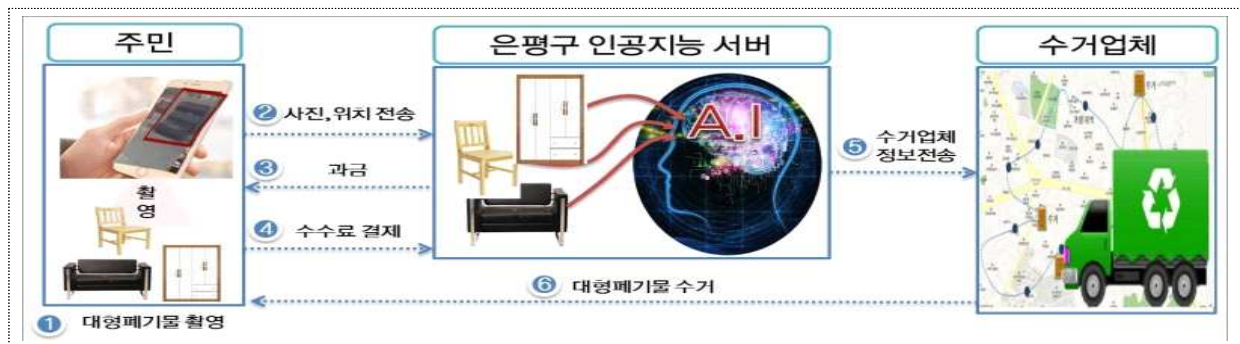 주민
은평구 인공지능 서버
수거업체
② 사진,위치 전송
A.I
③ 과금
⑤ 수거업체
정보전송
촬
영
④ 수수료 결제
⑥ 대형폐기물 수거
① 대형폐기물 촬영